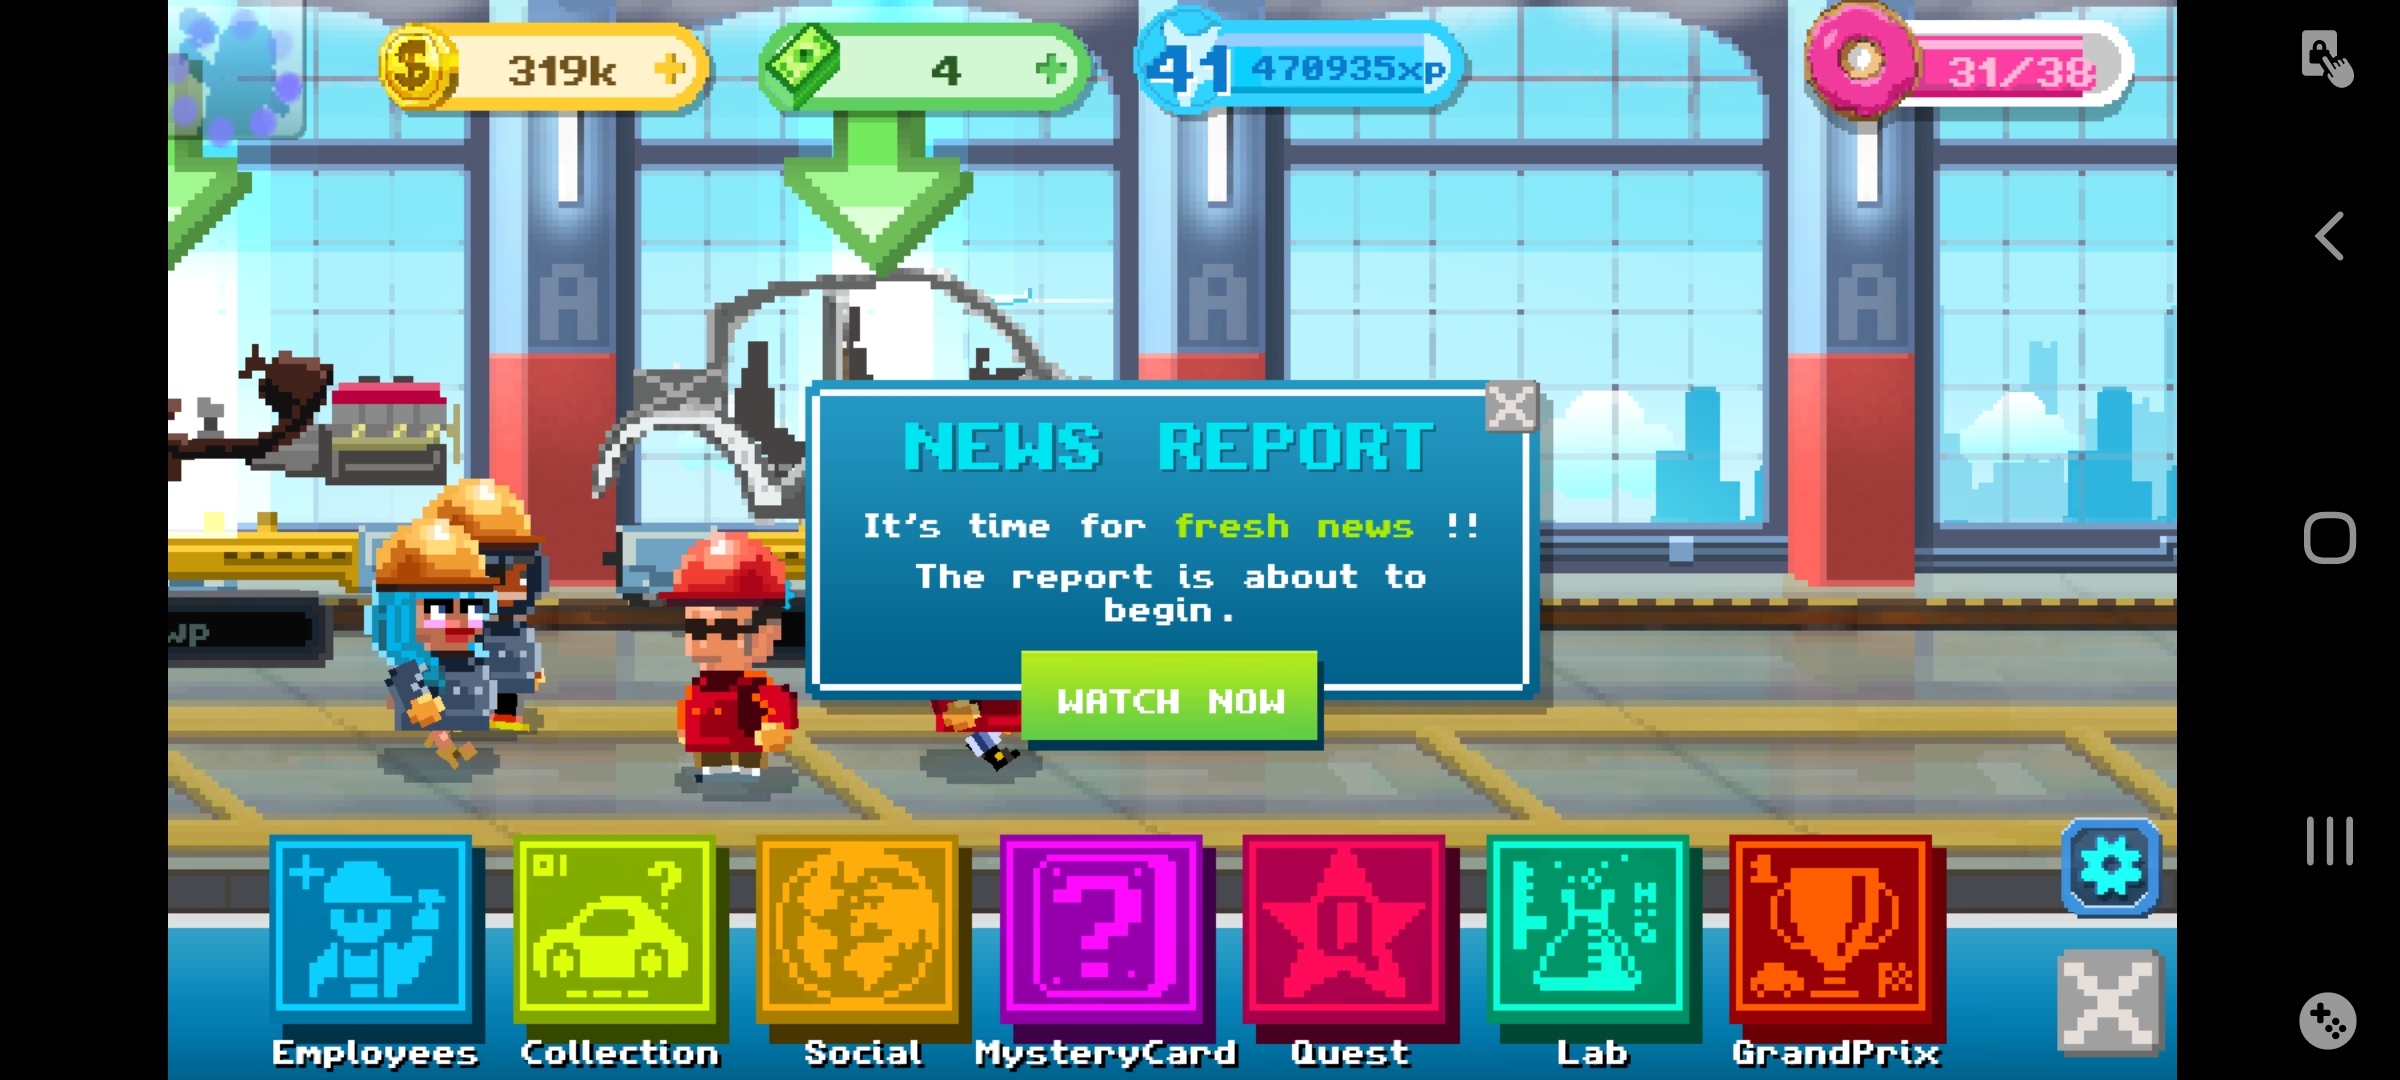 319k
4
41
470935xp
31/38
A
A
A
NEWS REPORT
It's time for fresh news !!
The report is about to
begin.
WATCH NOW
wp
Employees
Collection
Social
MysteryCard
Quest
Lab
GrandPrix